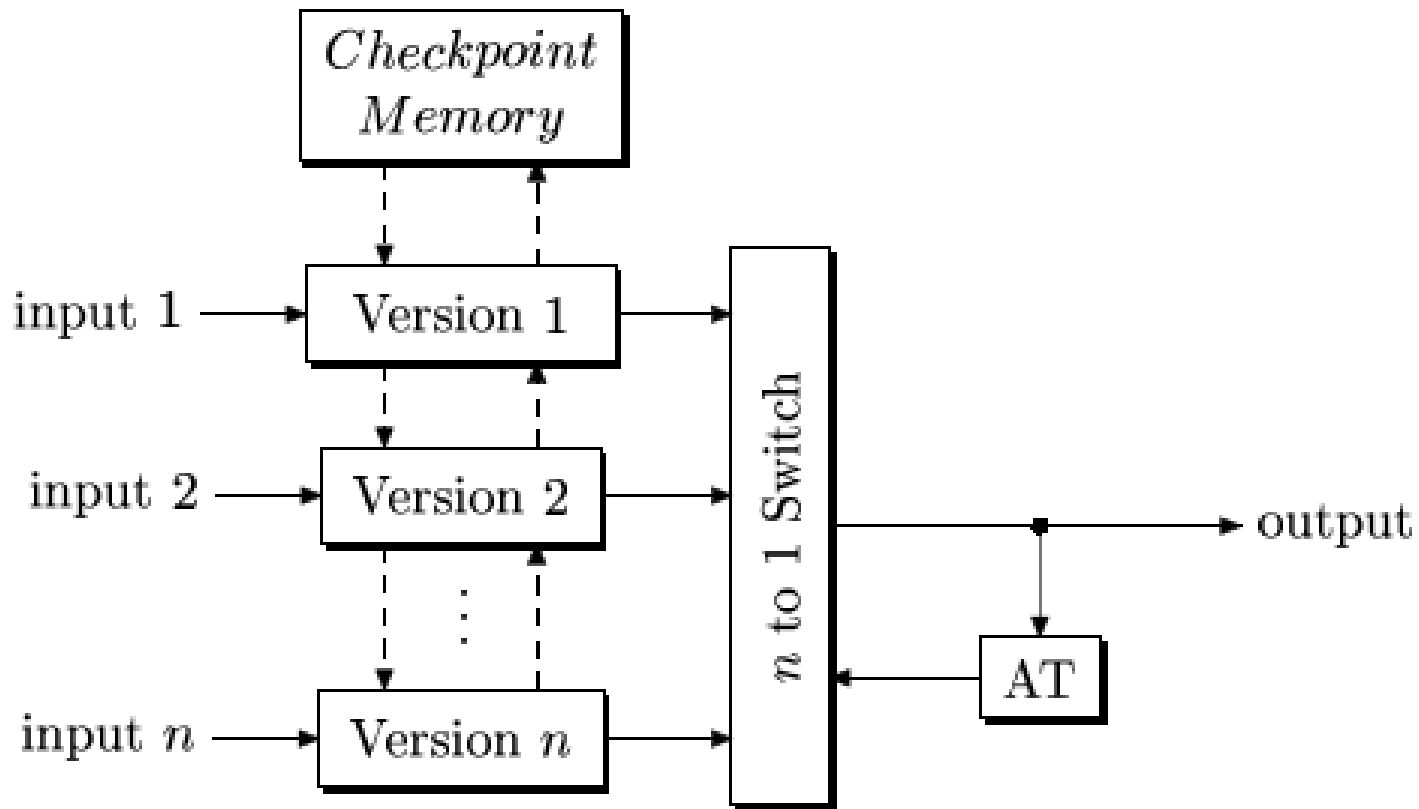 Checkpoint
Memory
input 1
Version 1
input 2
Version 2
⋮
input n
Version n
n to 1 Switch
output
AT